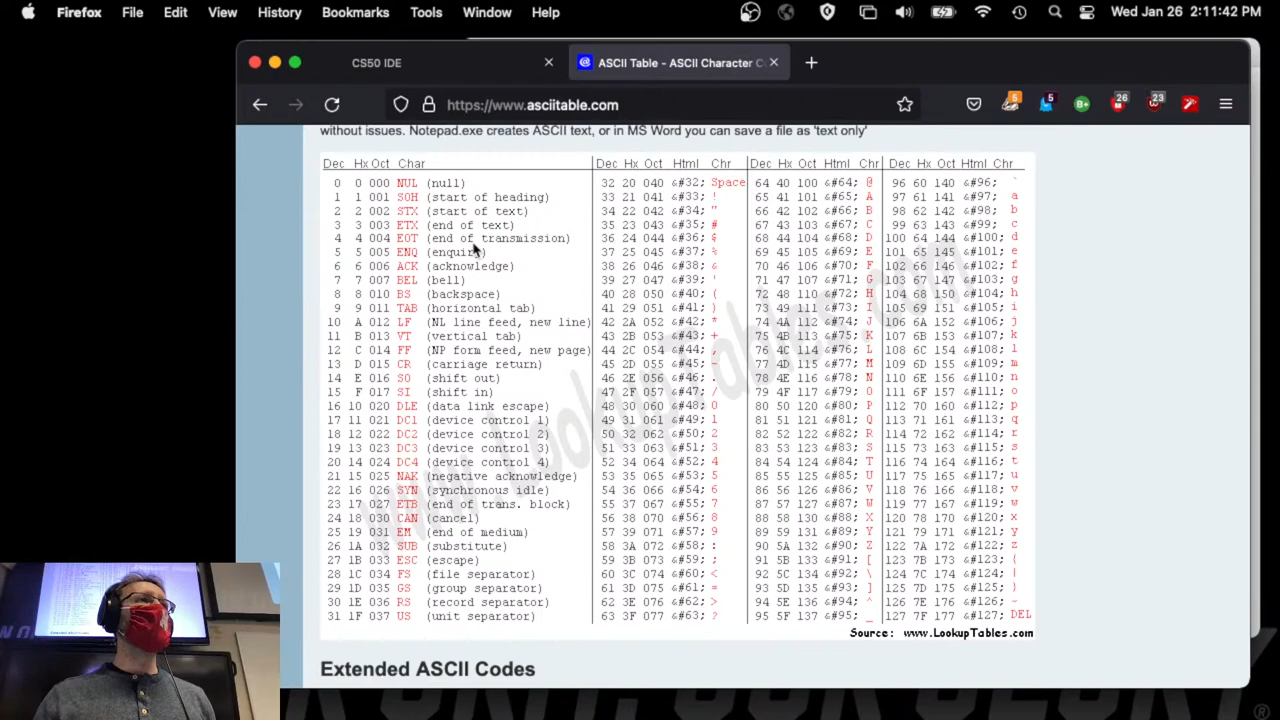 Firefox File Edit View History Bookmarks Tools Window Help Wed Jan 26 2:11:42 PM
CS50 IDE
ASCII Table - ASCII Character C
https://www.asciitable.com
5 5 26 23
without issues. Notepad.exe creates ASCII text, or in MS Word you can save a file as 'text only'
Dec Hx Oct Char Dec Hx Oct Html Chr Dec Hx Oct Html Chr Dec Hx Oct Html Chr
0 0 000 NUL (null) 32 20 040 &#32; Space 64 40 100 &#64; @ 96 60 140 &#96; `
1 1 001 SOH (start of heading) 33 21 041 &#33; ! 65 41 101 &#65; A 97 61 141 &#97; a
2 2 002 STX (start of text) 34 22 042 &#34; " 66 42 102 &#66; B 98 62 142 &#98; b
3 3 003 ETX (end of text) 35 23 043 &#35; # 67 43 103 &#67; C 99 63 143 &#99; c
4 4 004 EOT (end of transmission) 36 24 044 &#36; $ 68 44 104 &#68; D 100 64 144 &#100; d
5 5 005 ENQ (enquiry) 37 25 045 &#37; % 69 45 105 &#69; E 101 65 145 &#101; e
6 6 006 ACK (acknowledge) 38 26 046 &#38; & 70 46 106 &#70; F 102 66 146 &#102; f
7 7 007 BEL (bell) 39 27 047 &#39; ' 71 47 107 &#71; G 103 67 147 &#103; g
8 8 010 BS (backspace) 40 28 050 &#40; ( 72 48 110 &#72; H 104 68 150 &#104; h
9 9 011 TAB (horizontal tab) 41 29 051 &#41; ) 73 49 111 &#73; I 105 69 151 &#105; i
10 A 012 LF (NL line feed, new line) 42 2A 052 &#42; * 74 4A 112 &#74; J 106 6A 152 &#106; j
11 B 013 VT (vertical tab) 43 2B 053 &#43; + 75 4B 113 &#75; K 107 6B 153 &#107; k
12 C 014 FF (NP form feed, new page) 44 2C 054 &#44; , 76 4C 114 &#76; L 108 6C 154 &#108; l
13 D 015 CR (carriage return) 45 2D 055 &#45; - 77 4D 115 &#77; M 109 6D 155 &#109; m
14 E 016 SO (shift out) 46 2E 056 &#46; . 78 4E 116 &#78; N 110 6E 156 &#110; n
15 F 017 SI (shift in) 47 2F 057 &#47; / 79 4F 117 &#79; O 111 6F 157 &#111; o
16 10 020 DLE (data link escape) 48 30 060 &#48; 0 80 50 120 &#80; P 112 70 160 &#112; p
17 11 021 DC1 (device control 1) 49 31 061 &#49; 1 81 51 121 &#81; Q 113 71 161 &#113; q
18 12 022 DC2 (device control 2) 50 32 062 &#50; 2 82 52 122 &#82; R 114 72 162 &#114; r
19 13 023 DC3 (device control 3) 51 33 063 &#51; 3 83 53 123 &#83; S 115 73 163 &#115; s
20 14 024 DC4 (device control 4) 52 34 064 &#52; 4 84 54 124 &#84; T 116 74 164 &#116; t
21 15 025 NAK (negative acknowledge) 53 35 065 &#53; 5 85 55 125 &#85; U 117 75 165 &#117; u
22 16 026 SYN (synchronous idle) 54 36 066 &#54; 6 86 56 126 &#86; V 118 76 166 &#118; v
23 17 027 ETB (end of trans. block) 55 37 067 &#55; 7 87 57 127 &#87; W 119 77 167 &#119; w
24 18 030 CAN (cancel) 56 38 070 &#56; 8 88 58 130 &#88; X 120 78 170 &#120; x
25 19 031 EM (end of medium) 57 39 071 &#57; 9 89 59 131 &#89; Y 121 79 171 &#121; y
26 1A 032 SUB (substitute) 58 3A 072 &#58; : 90 5A 132 &#90; Z 122 7A 172 &#122; z
27 1B 033 ESC (escape) 59 3B 073 &#59; ; 91 5B 133 &#91; [ 123 7B 173 &#123; {
28 1C 034 FS (file separator) 60 3C 074 &#60; < 92 5C 134 &#92; \ 124 7C 174 &#124; |
29 1D 035 GS (group separator) 61 3D 075 &#61; = 93 5D 135 &#93; ] 125 7D 175 &#125; }
30 1E 036 RS (record separator) 62 3E 076 &#62; > 94 5E 136 &#94; ^ 126 7E 176 &#126; ~
31 1F 037 US (unit separator) 63 3F 077 &#63; ? 95 5F 137 &#95; _ 127 7F 177 &#127; DEL
www.LookupTables.com
Source: www.LookupTables.com
Extended ASCII Codes